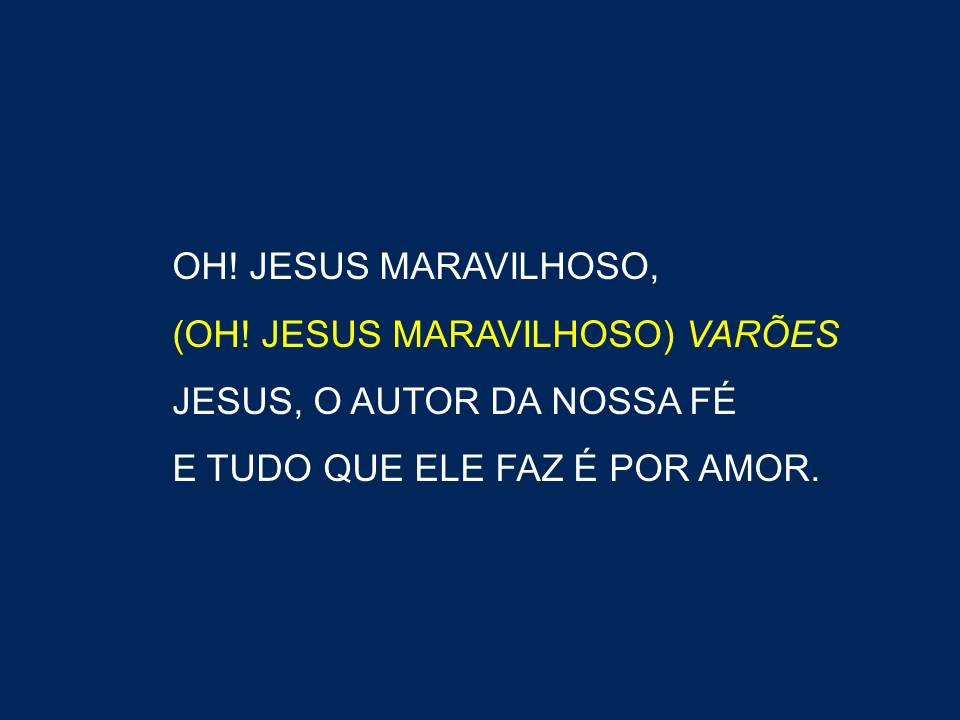 OH! JESUS MARAVILHOSO,
(OH! JESUS MARAVILHOSO) VARÕES
JESUS, O AUTOR DA NOSSA FÉ
E TUDO QUE ELE FAZ É POR AMOR.